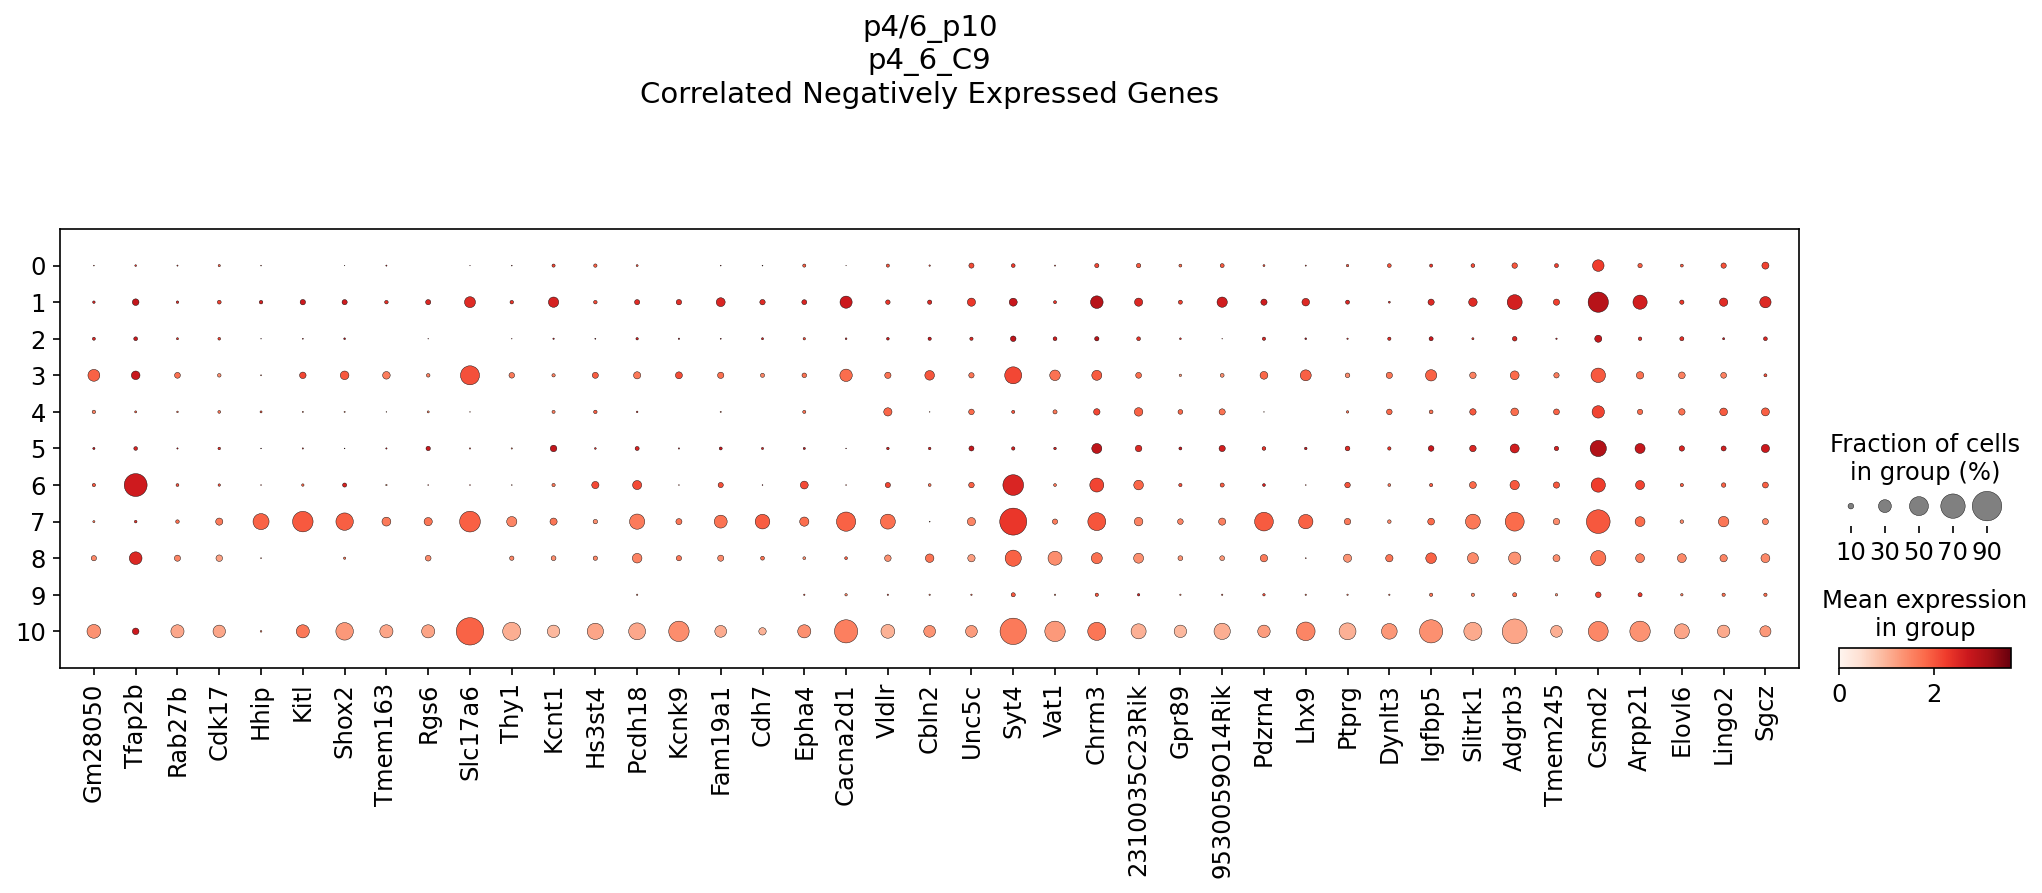 p4/6_p10
p4_6_C9
Correlated Negatively Expressed Genes
0
1
2
3
4
5
6
7
8
9
10
Gm28050
Tfap2b
Rab27b
Cdk17
Hhip
Kitl
Shox2
Tmem163
Rgs6
Slc17a6
Thy1
Kcnt1
Hs3st4
Pcdh18
Kcnk9
Fam19a1
Cdh7
Epha4
Cacna2d1
Vldlr
Cbln2
Unc5c
Syt4
Vat1
Chrm3
2310035C23Rik
Gpr89
9530059O14Rik
Pdzrn4
Lhx9
Ptprg
Dynlt3
Igfbp5
Slitrk1
Adgrb3
Tmem245
Csmd2
Arpp21
Elovl6
Lingo2
Sgcz
Fraction of cells
in group (%)
10 30 50 70 90
Mean expression
in group
0 2